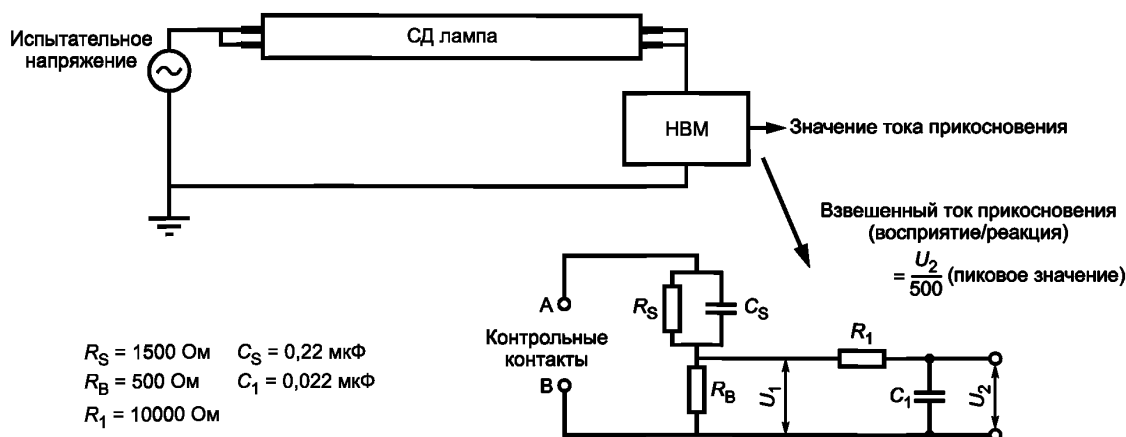 Испытательное
напряжение
СД лампа
НВМ
Значение тока прикосновения
Взвешенный ток прикосновения
(восприятие/реакция)
= U2/500 (пиковое значение)
A
Контрольные
контакты
B
RS
CS
RB
U1
R1
C1
U2
RS = 1500 Ом CS = 0,22 мкФ
RB = 500 Ом C1 = 0,022 мкФ
R1 = 10000 Ом